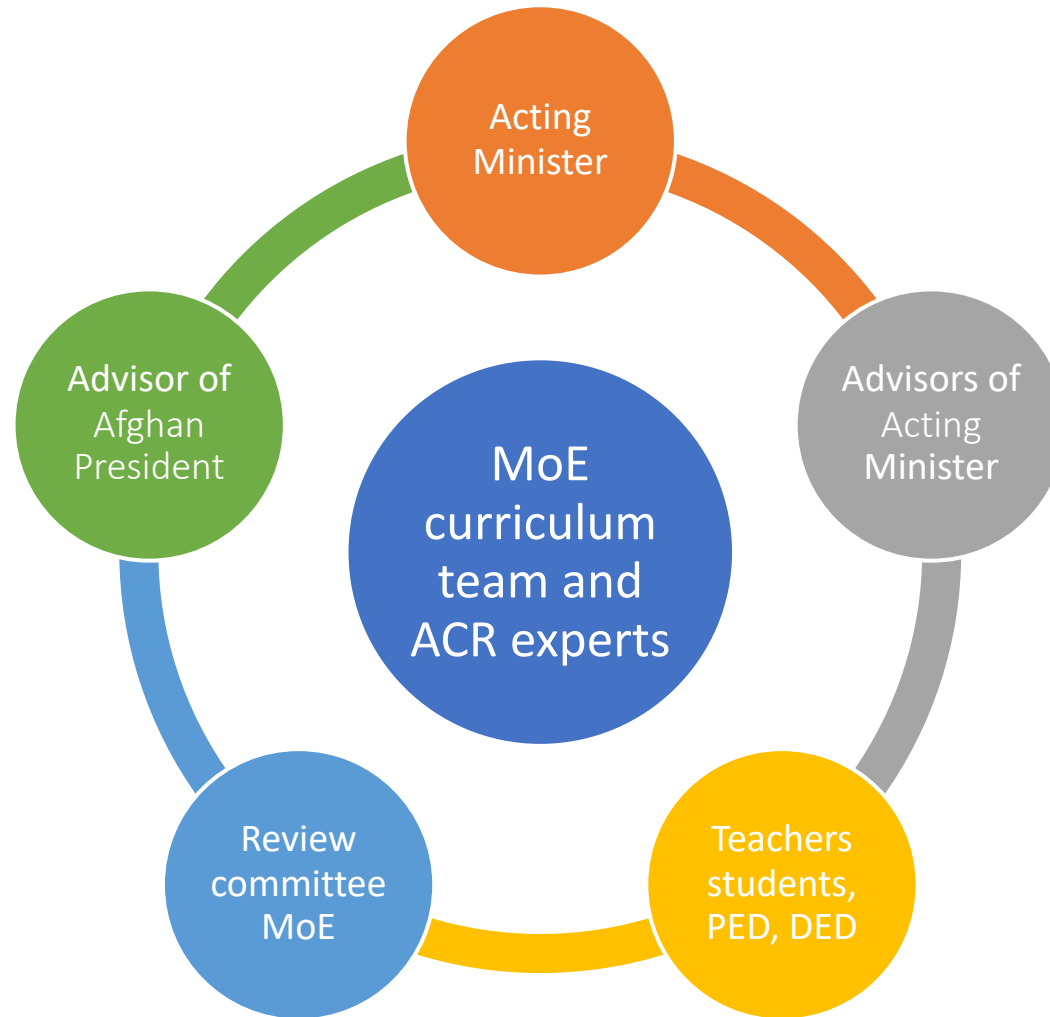 Acting
Minister
Advisor of
Afghan
President
Advisors of
Acting
Minister
MoE
curriculum
team and
ACR experts
Review
committee
MoE
Teachers
students,
PED, DED